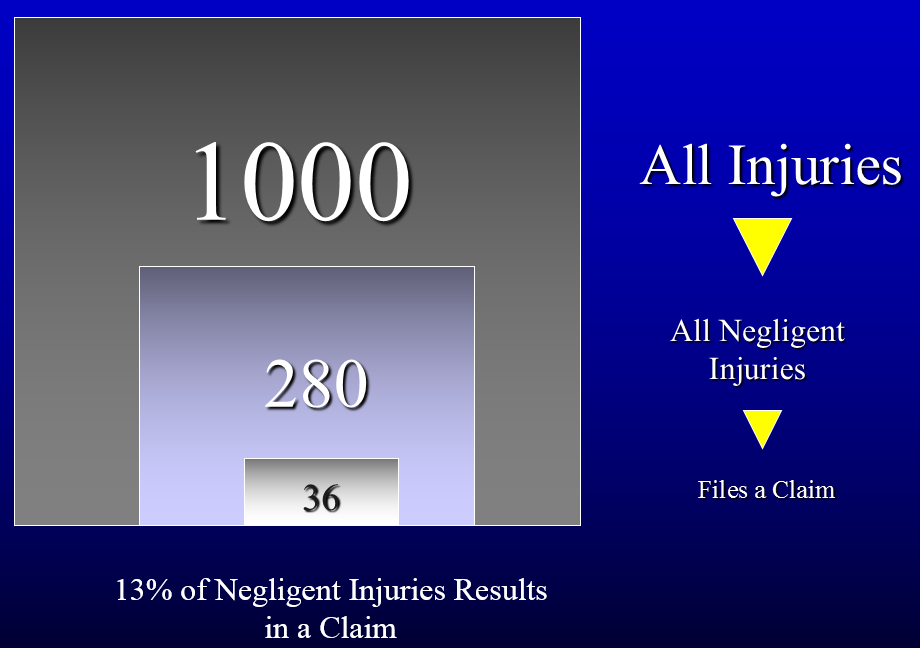 1000
All Injuries
280
All Negligent
Injuries
36
Files a Claim
13% of Negligent Injuries Results
in a Claim